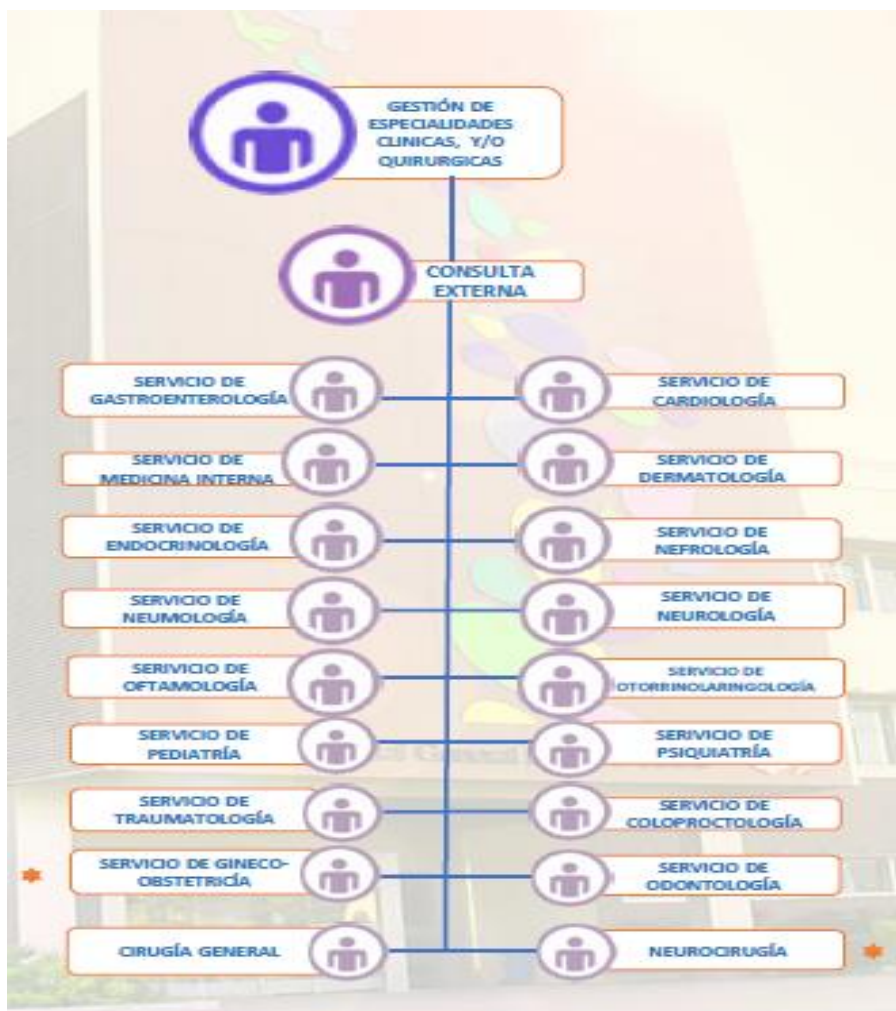 GESTIÓN DE
ESPECIALIDADES
CLINICAS, Y/O
QUIRURGICAS
CONSULTA
EXTERNA
SERVICIO DE
GASTROENTEROLOGÍA
SERVICIO DE
CARDIOLOGÍA
SERVICIO DE
MEDICINA INTERNA
SERVICIO DE
DERMATOLOGÍA
SERVICIO DE
ENDOCRINOLOGÍA
SERVICIO DE
NEFROLOGÍA
SERVICIO DE
NEUMOLOGÍA
SERVICIO DE
NEUROLOGÍA
SERIVICIO DE
OFTAMOLOGÍA
SERVICIO DE
OTORRINOLARINGOLOGÍA
SERVICIO DE
PEDIATRÍA
SERIVICIO DE
PSIQUIATRÍA
SERVICIO DE
TRAUMATOLOGÍA
SERVICIO DE
COLOPROCTOLOGÍA
* SERVICIO DE GINECO-
OBSTETRICÍA
SERVICIO DE
ODONTOLOGÍA
CIRUGÍA GENERAL
NEUROCIRUGÍA *